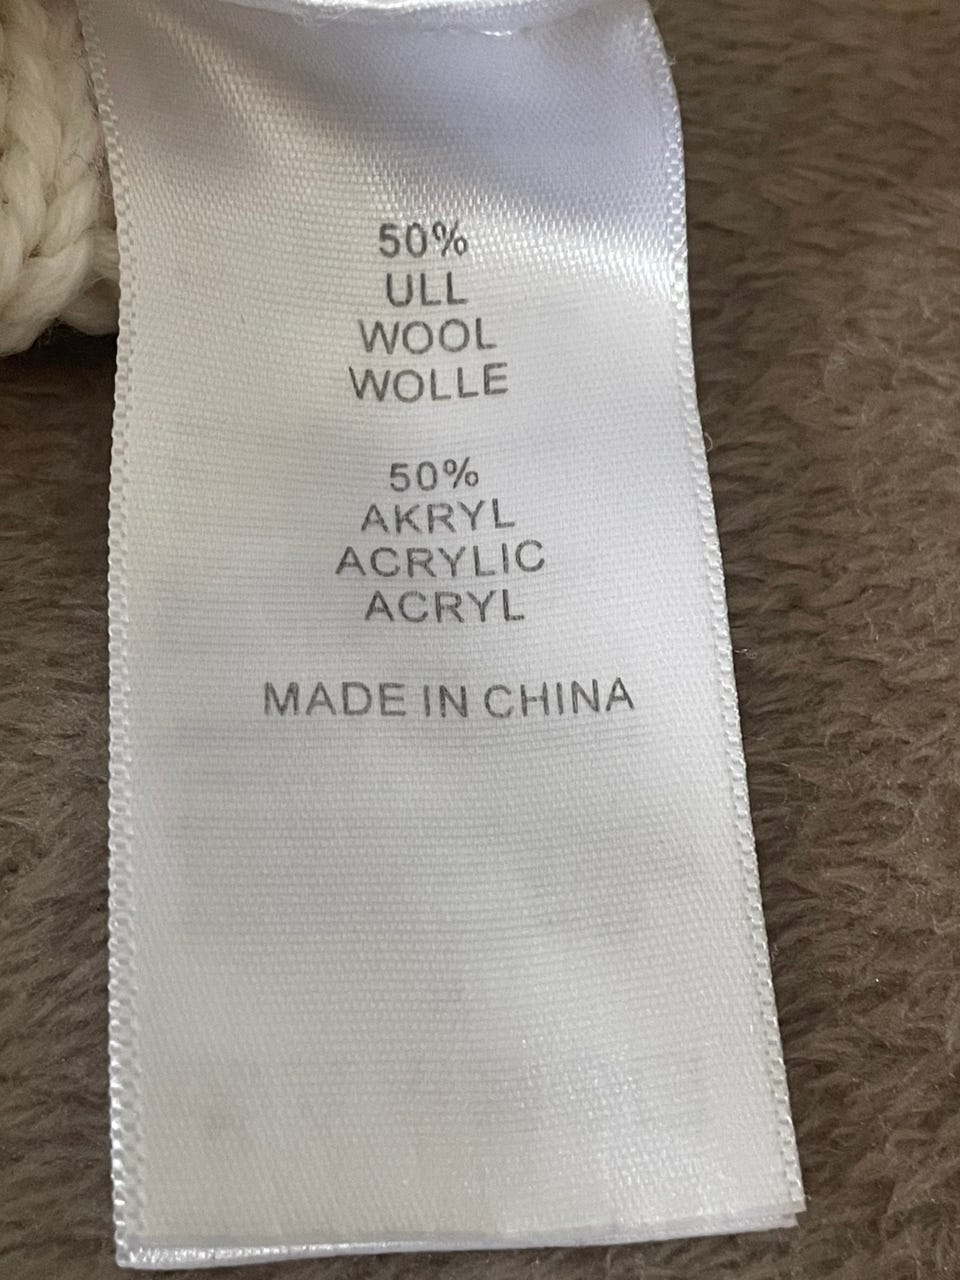 50%
ULL
WOOL
WOLLE
50%
AKRYL
ACRYLIC
ACRYL
MADE IN CHINA